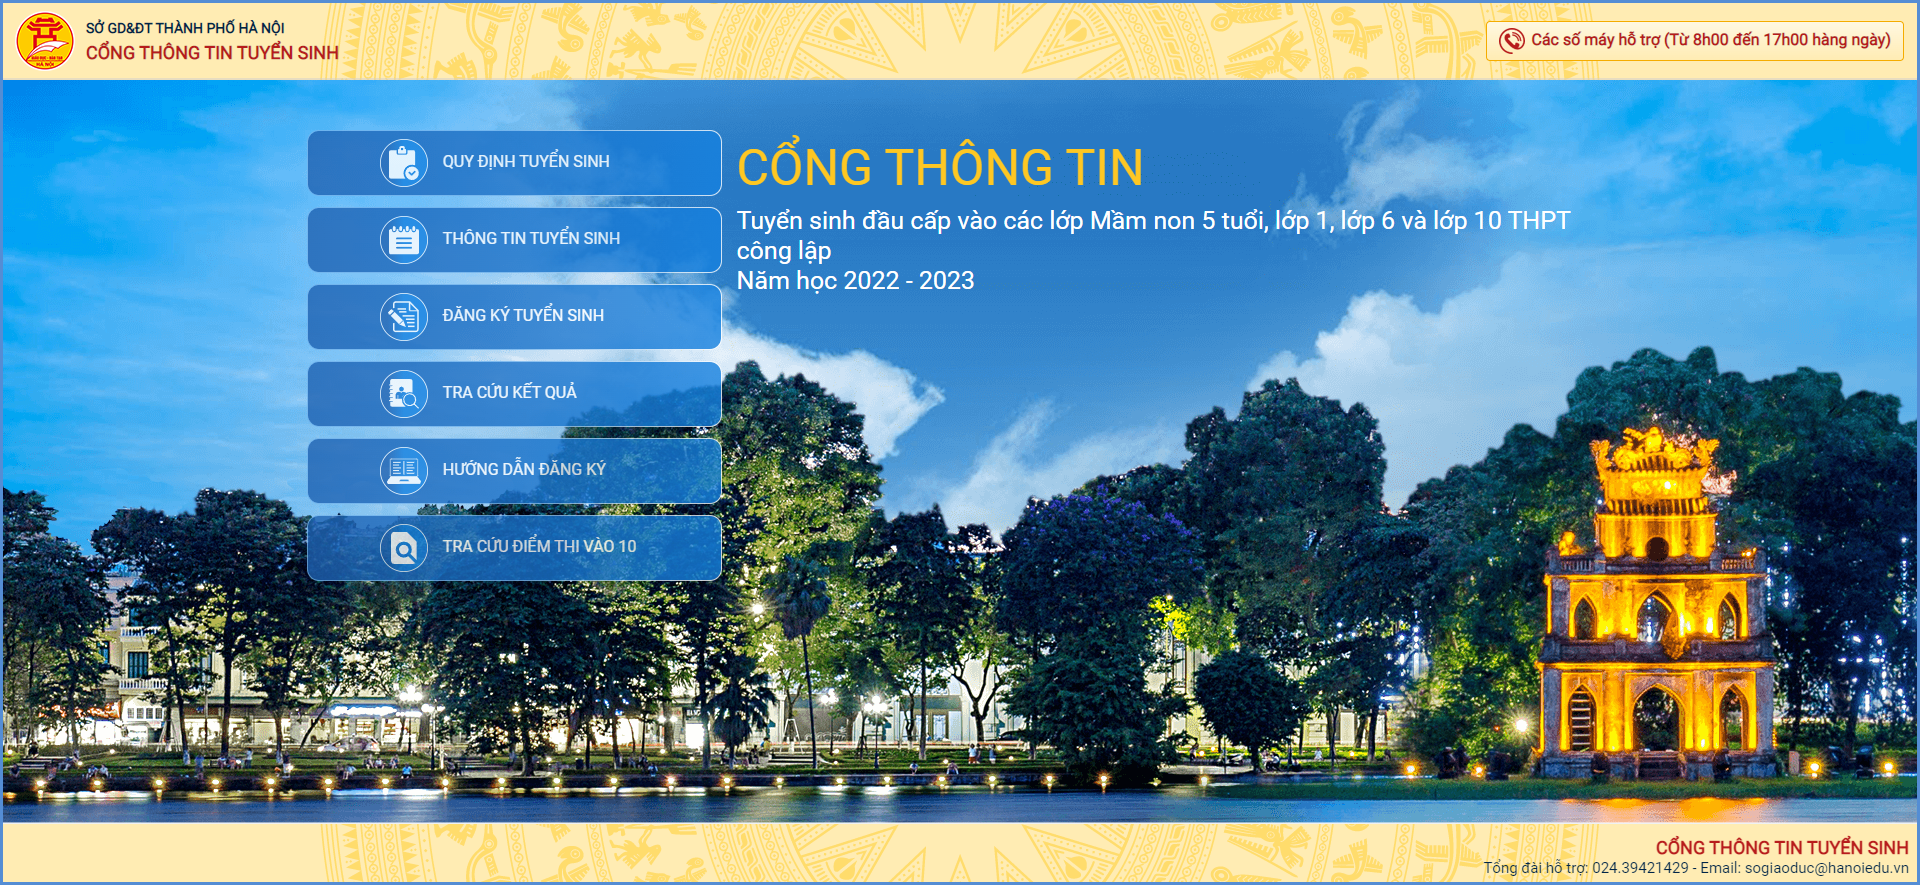 SỞ GD&ĐT THÀNH PHỐ HÀ NỘI
CỔNG THÔNG TIN TUYỂN SINH
Các số máy hỗ trợ (Từ 8h00 đến 17h00 hàng ngày)
QUY ĐỊNH TUYỂN SINH
THÔNG TIN TUYỂN SINH
ĐĂNG KÝ TUYỂN SINH
TRA CỨU KẾT QUẢ
HƯỚNG DẪN ĐĂNG KÝ
TRA CỨU ĐIỂM THI VÀO 10
CỔNG THÔNG TIN
Tuyển sinh đầu cấp vào các lớp Mầm non 5 tuổi, lớp 1, lớp 6 và lớp 10 THPT
công lập
Năm học 2022 - 2023
CỔNG THÔNG TIN TUYỂN SINH
Tổng đài hỗ trợ: 024.39421429 - Email: sogiaoduc@hanoiedu.vn